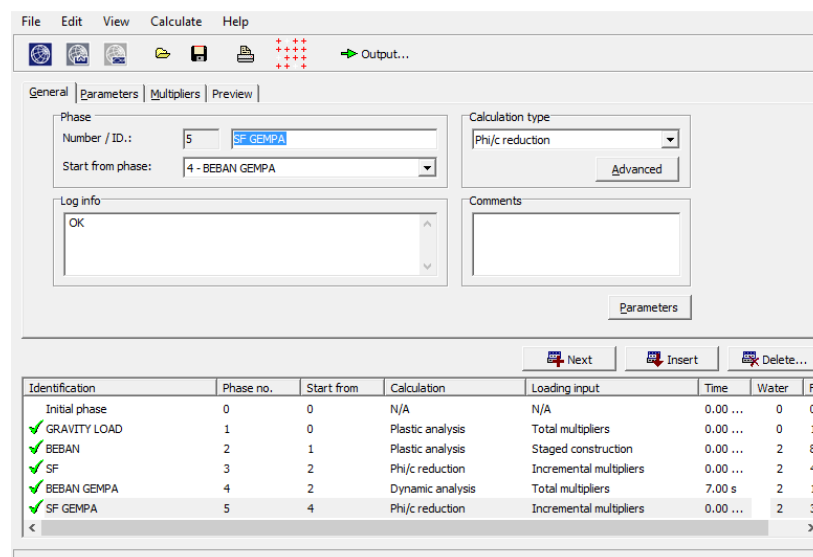 File Edit View Calculate Help
Output...
General Parameters Multipliers Preview
Phase
Number / ID.: 5 SF GEMPA
Start from phase: 4 - BEBAN GEMPA
Calculation type
Phi/c reduction
Advanced
Log info
OK
Comments
Parameters
Next Insert Delete...
Identification Phase no. Start from Calculation Loading input Time Water
Initial phase 0 0 N/A N/A 0.00 ... 0
GRAVITY LOAD 1 0 Plastic analysis Total multipliers 0.00 ... 0
BEBAN 2 1 Plastic analysis Staged construction 0.00 ... 2
SF 3 2 Phi/c reduction Incremental multipliers 0.00 ... 2
BEBAN GEMPA 4 2 Dynamic analysis Total multipliers 7.00 s 2
SF GEMPA 5 4 Phi/c reduction Incremental multipliers 0.00 ... 2